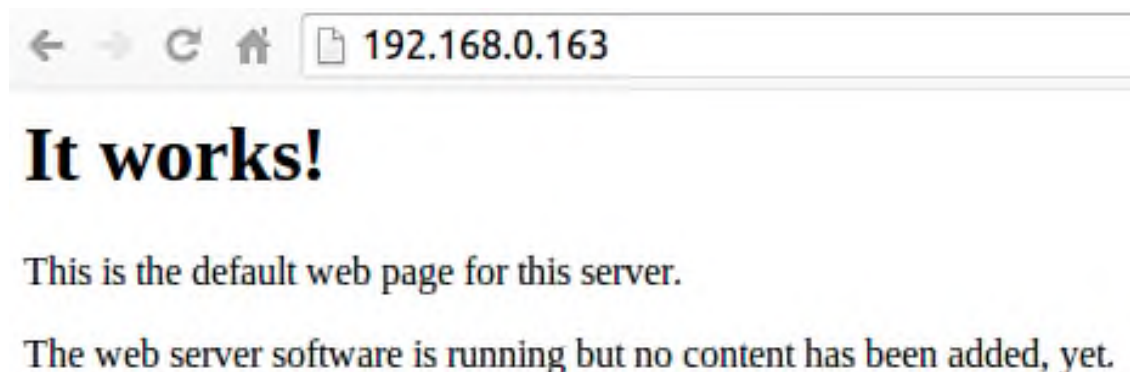 192.168.0.163
It works!
This is the default web page for this server.
The web server software is running but no content has been added, yet.